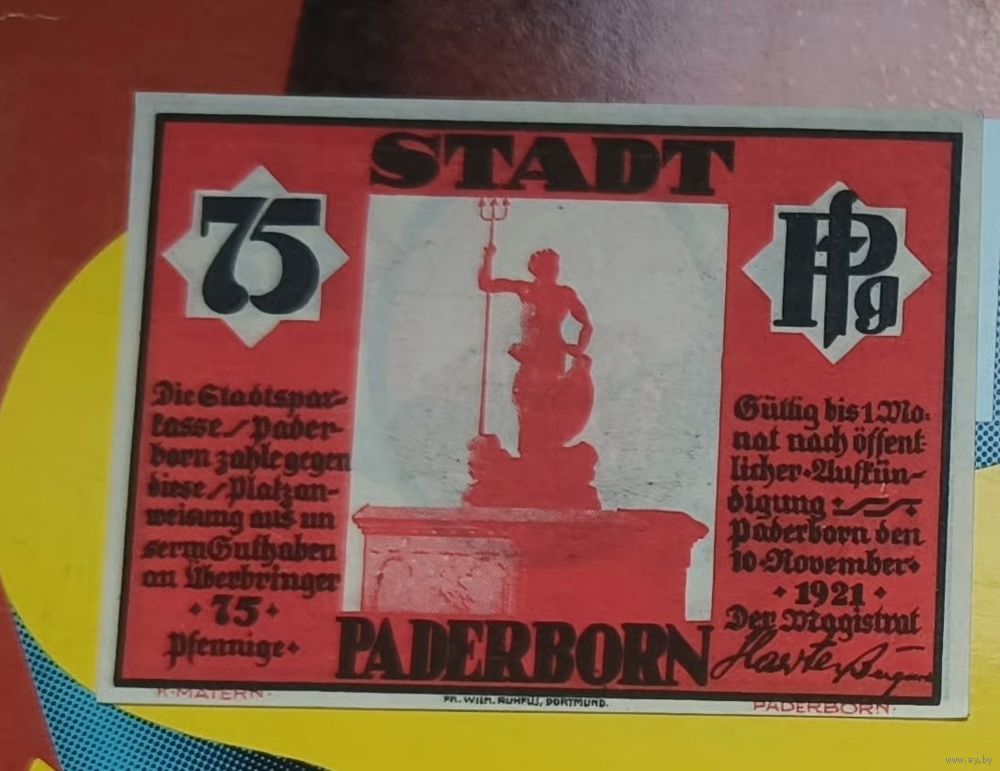 STADT
75
Pfg
Die Stadtspar-
kasse / Pader-
born zahle gegen
diese / Platzan-
weisung aus un
serm Guthaben
an Überbringer
· 75 ·
Pfennige ·
Gültig bis 1 Mo-
nat nach öffent
licher Aufkün-
digung
Paderborn den
10 · November ·
· 1921 ·
Der Magistrat
PADERBORN
K·MATERN·
FR. WILH. RUHFUS, DORTMUND.
PADERBORN·
www.ay.by